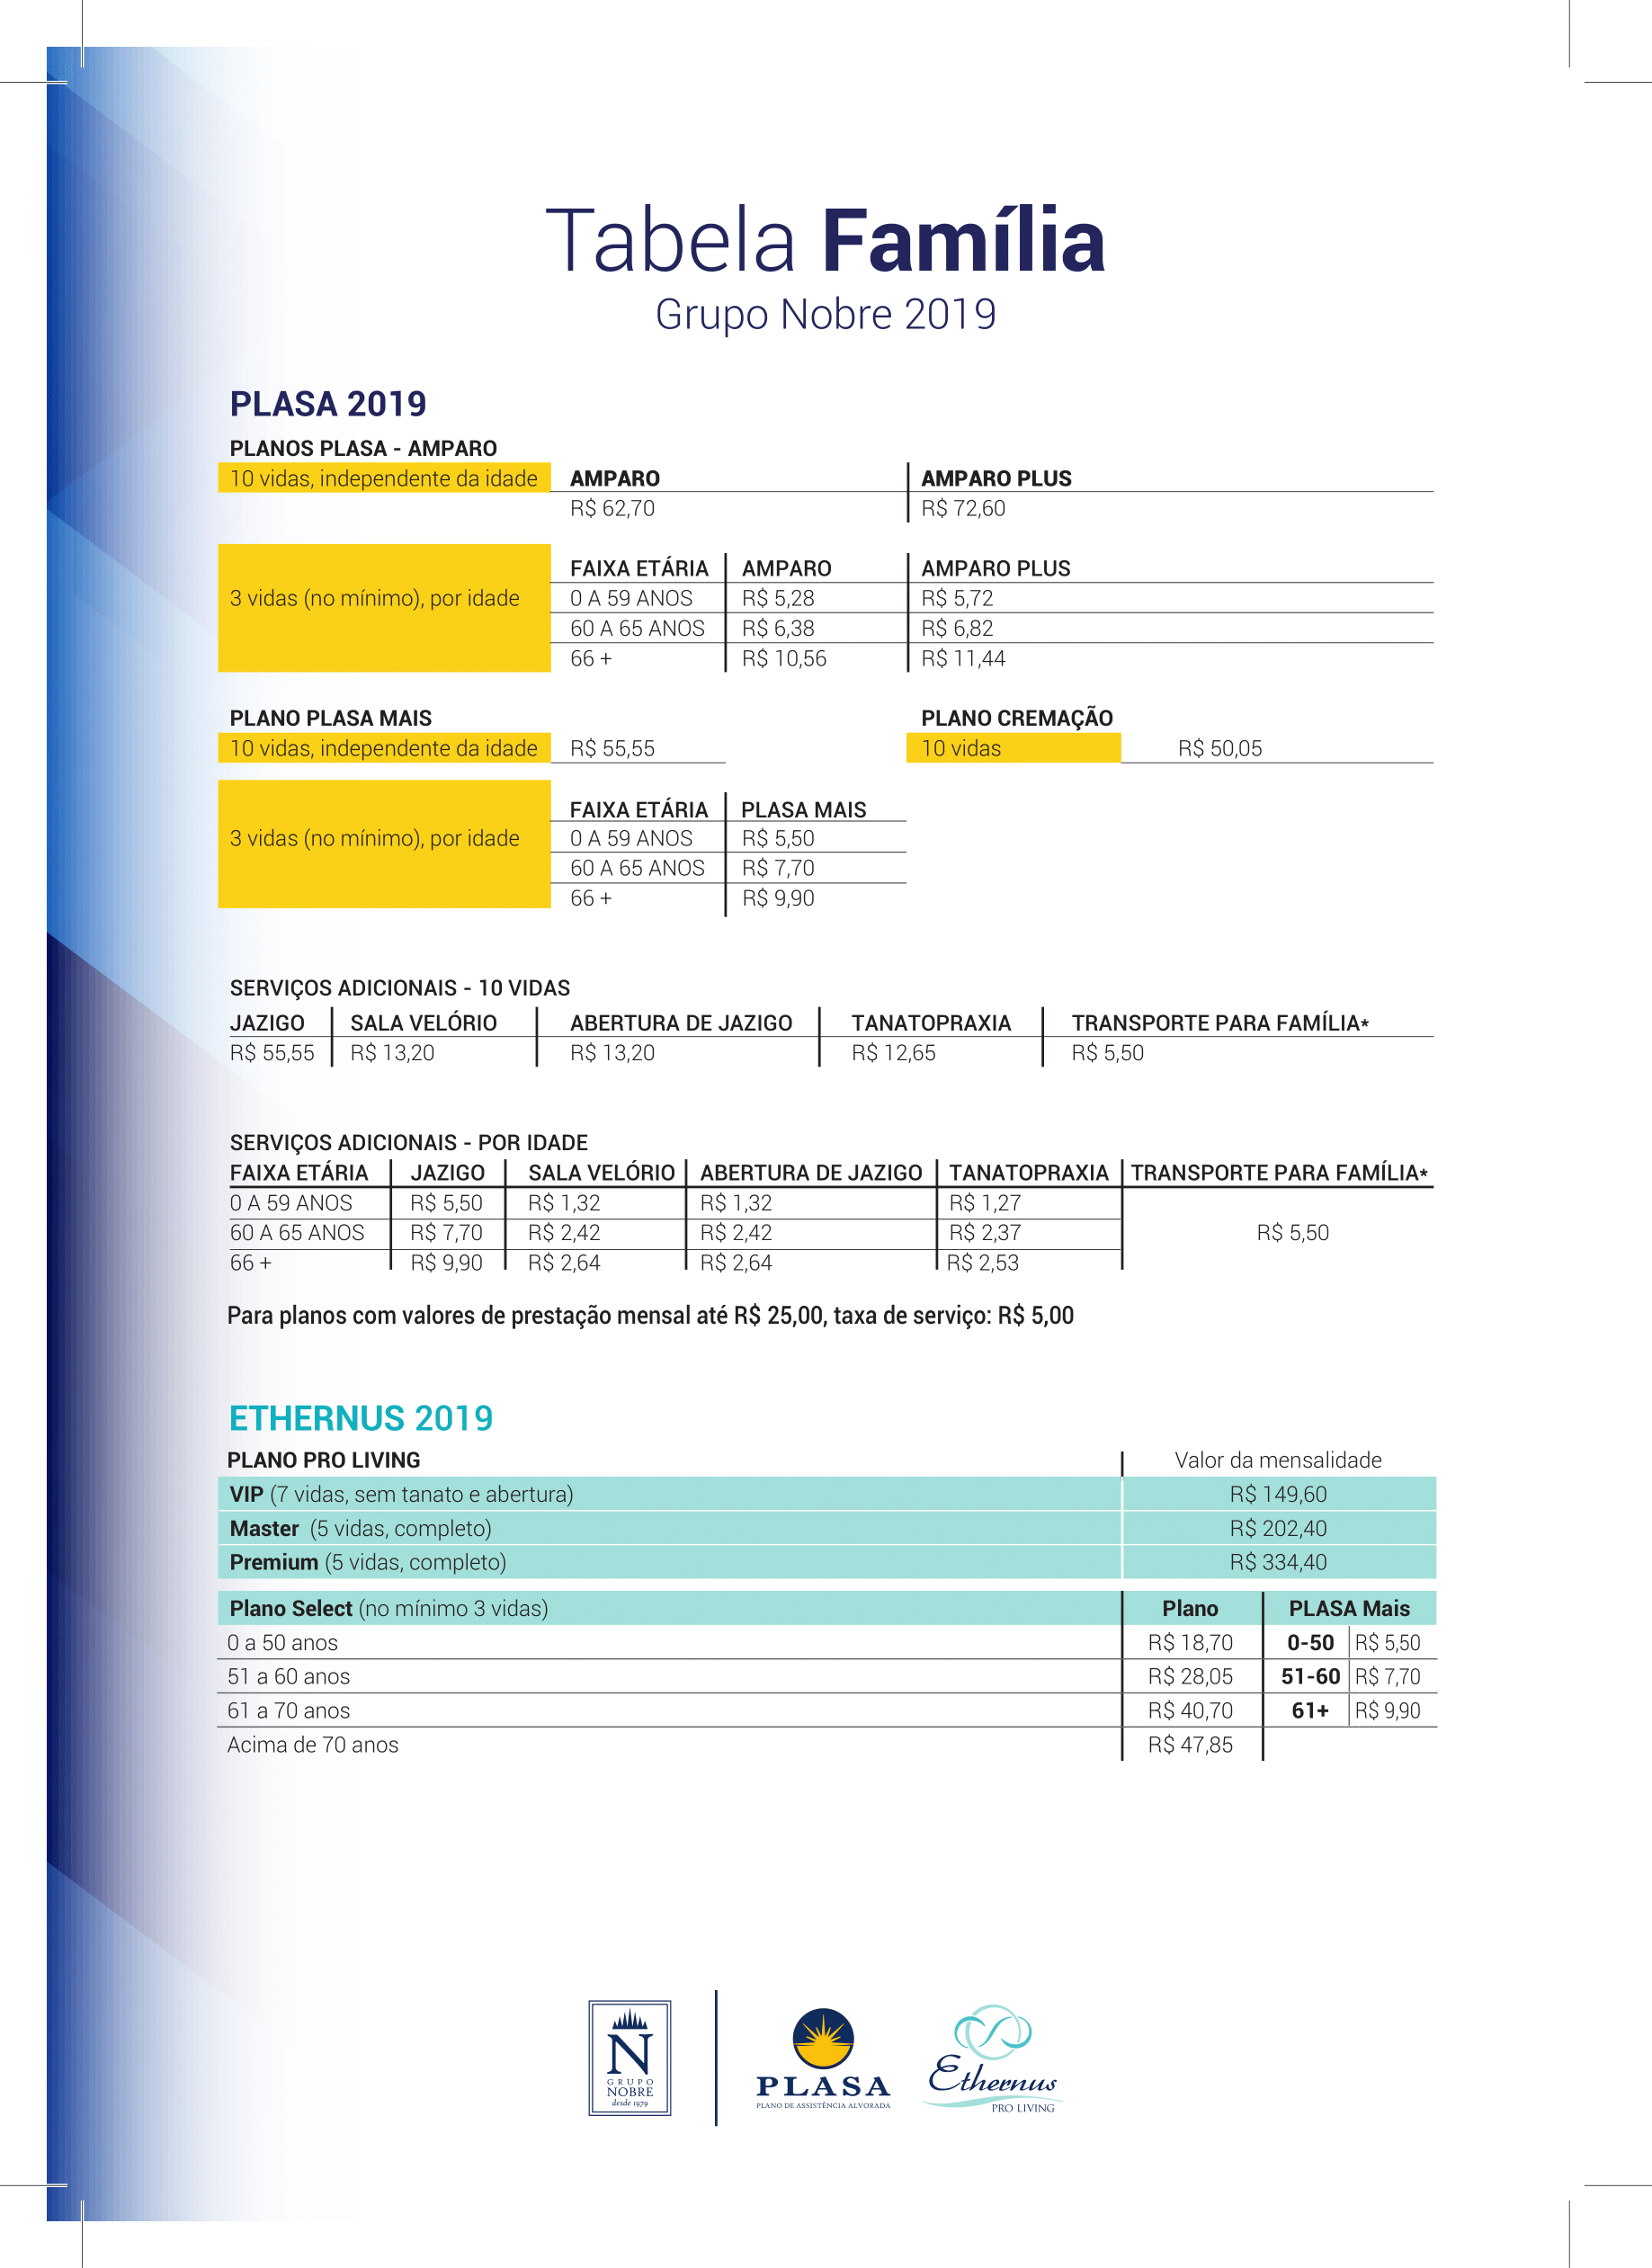 Tabela Família
Grupo Nobre 2019
PLASA 2019
PLANOS PLASA - AMPARO
10 vidas, independente da idade AMPARO AMPARO PLUS
R$ 62,70 R$ 72,60
FAIXA ETÁRIA AMPARO AMPARO PLUS
3 vidas (no mínimo), por idade 0 A 59 ANOS R$ 5,28 R$ 5,72
60 A 65 ANOS R$ 6,38 R$ 6,82
66 + R$ 10,56 R$ 11,44
PLANO PLASA MAIS PLANO CREMAÇÃO
10 vidas, independente da idade R$ 55,55 10 vidas R$ 50,05
FAIXA ETÁRIA PLASA MAIS
3 vidas (no mínimo), por idade 0 A 59 ANOS R$ 5,50
60 A 65 ANOS R$ 7,70
66 + R$ 9,90
SERVIÇOS ADICIONAIS - 10 VIDAS
JAZIGO SALA VELÓRIO ABERTURA DE JAZIGO TANATOPRAXIA TRANSPORTE PARA FAMÍLIA*
R$ 55,55 R$ 13,20 R$ 13,20 R$ 12,65 R$ 5,50
SERVIÇOS ADICIONAIS - POR IDADE
FAIXA ETÁRIA JAZIGO SALA VELÓRIO ABERTURA DE JAZIGO TANATOPRAXIA TRANSPORTE PARA FAMÍLIA*
0 A 59 ANOS R$ 5,50 R$ 1,32 R$ 1,32 R$ 1,27
60 A 65 ANOS R$ 7,70 R$ 2,42 R$ 2,42 R$ 2,37 R$ 5,50
66 + R$ 9,90 R$ 2,64 R$ 2,64 R$ 2,53
Para planos com valores de prestação mensal até R$ 25,00, taxa de serviço: R$ 5,00
ETHERNUS 2019
PLANO PRO LIVING Valor da mensalidade
VIP (7 vidas, sem tanato e abertura) R$ 149,60
Master (5 vidas, completo) R$ 202,40
Premium (5 vidas, completo) R$ 334,40
Plano Select (no mínimo 3 vidas) Plano PLASA Mais
0 a 50 anos R$ 18,70 0-50 R$ 5,50
51 a 60 anos R$ 28,05 51-60 R$ 7,70
61 a 70 anos R$ 40,70 61+ R$ 9,90
Acima de 70 anos R$ 47,85
N
GRUPO
NOBRE
desde 1979
PLASA
PLANO DE ASSISTÊNCIA ALVORADA
Ethernus
PRO LIVING